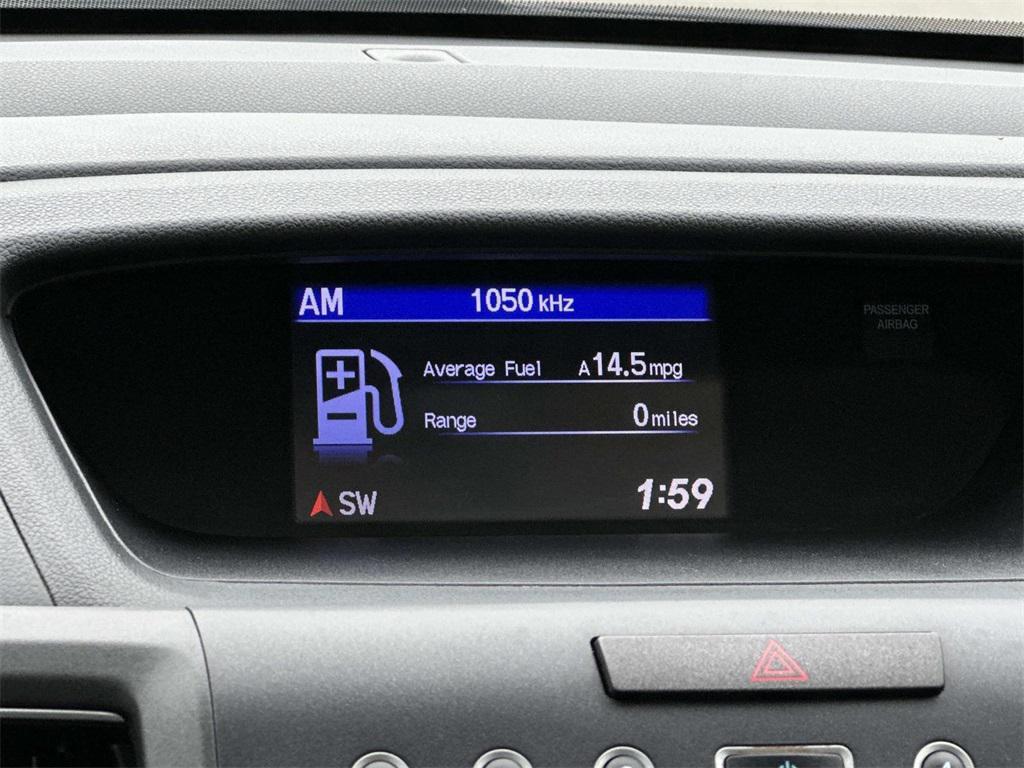 AM 1050 kHz
PASSENGER
AIRBAG
Average Fuel A14.5mpg
Range 0miles
SW 1:59